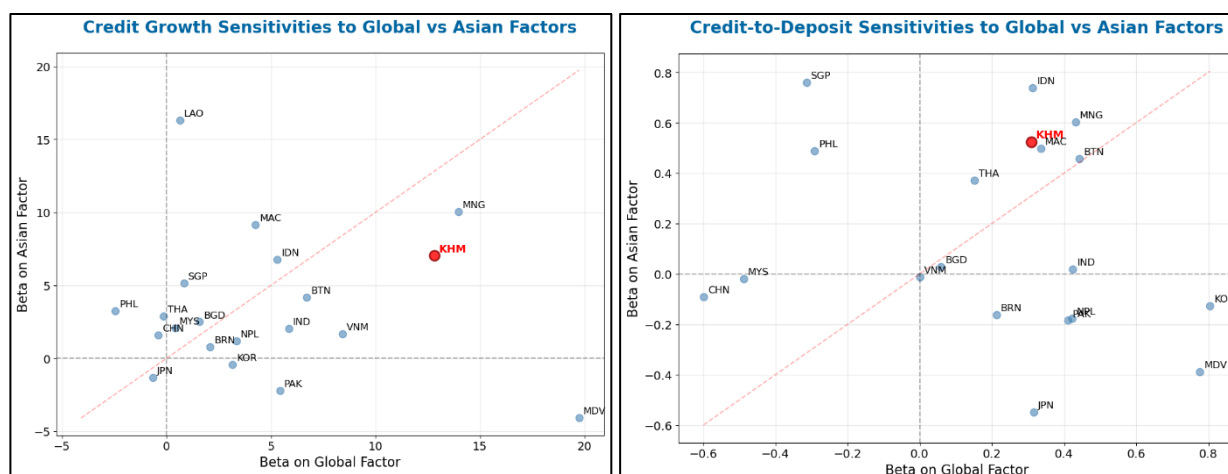 Credit Growth Sensitivities to Global vs Asian Factors
20
15
10
5
0
−5
−5
0
5
10
15
20
Beta on Asian Factor
Beta on Global Factor
LAO
MAC
MNG
KHM
IDN
SGP
BTN
PHL
THA
MYS
BGD
CHN
IND
VNM
BRN
NPL
KOR
JPN
PAK
MDV
Credit-to-Deposit Sensitivities to Global vs Asian Factors
0.8
0.6
0.4
0.2
0.0
−0.2
−0.4
−0.6
−0.6
−0.4
−0.2
0.0
0.2
0.4
0.6
0.8
Beta on Asian Factor
Beta on Global Factor
SGP
IDN
MNG
KHM
MAC
PHL
BTN
THA
BGD
VNM
IND
MYS
CHN
KO
BRN
NPL
PAK
MDV
JPN